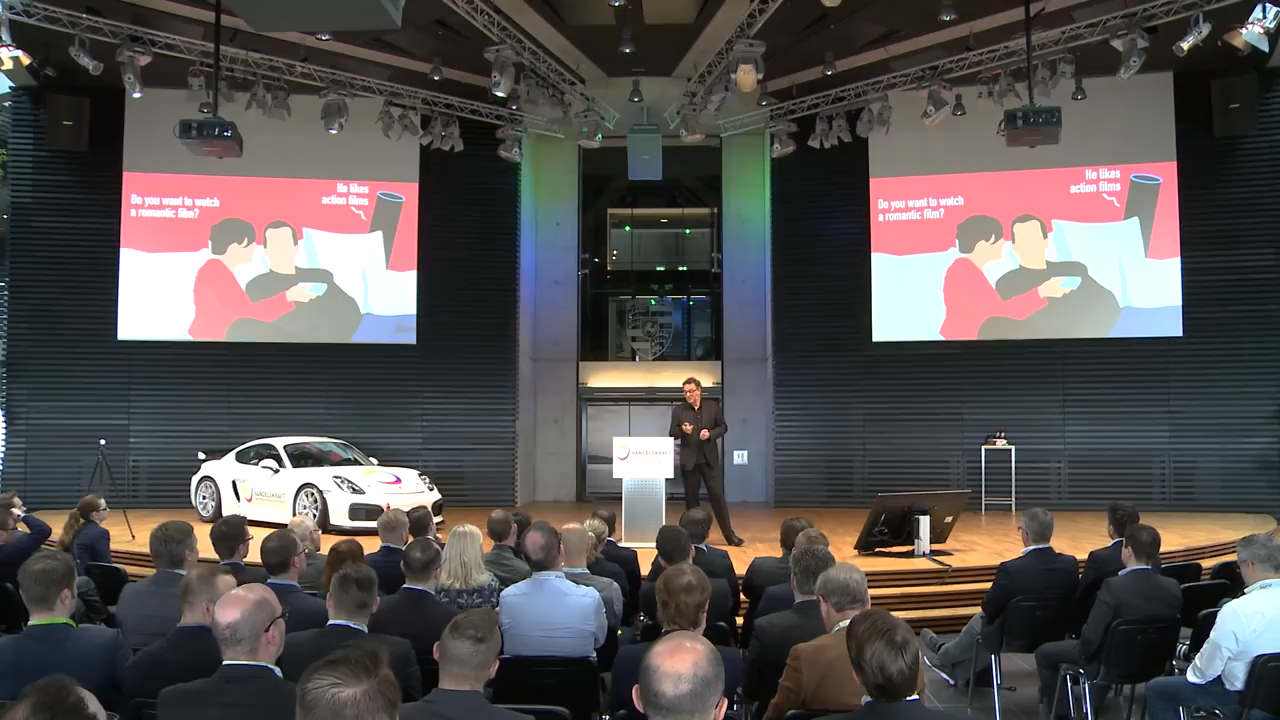 Do you want to watch
a romantic film?
He likes
action films
Do you want to watch
a romantic film?
He likes
action films
HANDELSKRAFT
HANDELSKRAFT